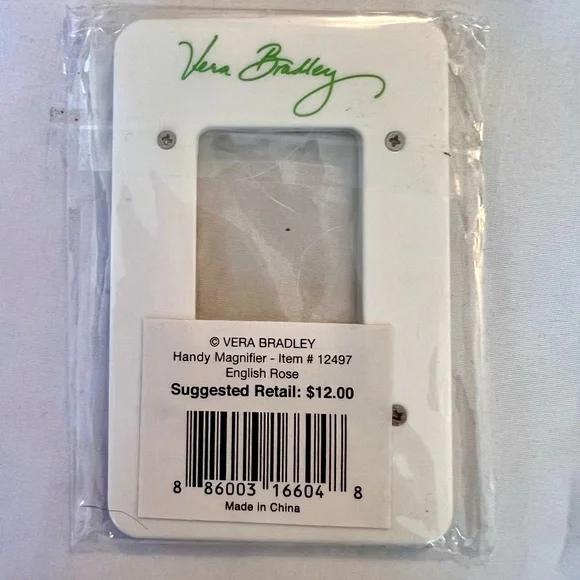 Vera Bradley
© VERA BRADLEY
Handy Magnifier - Item # 12497
English Rose
Suggested Retail: $12.00
8 86003 16604 8
Made in China